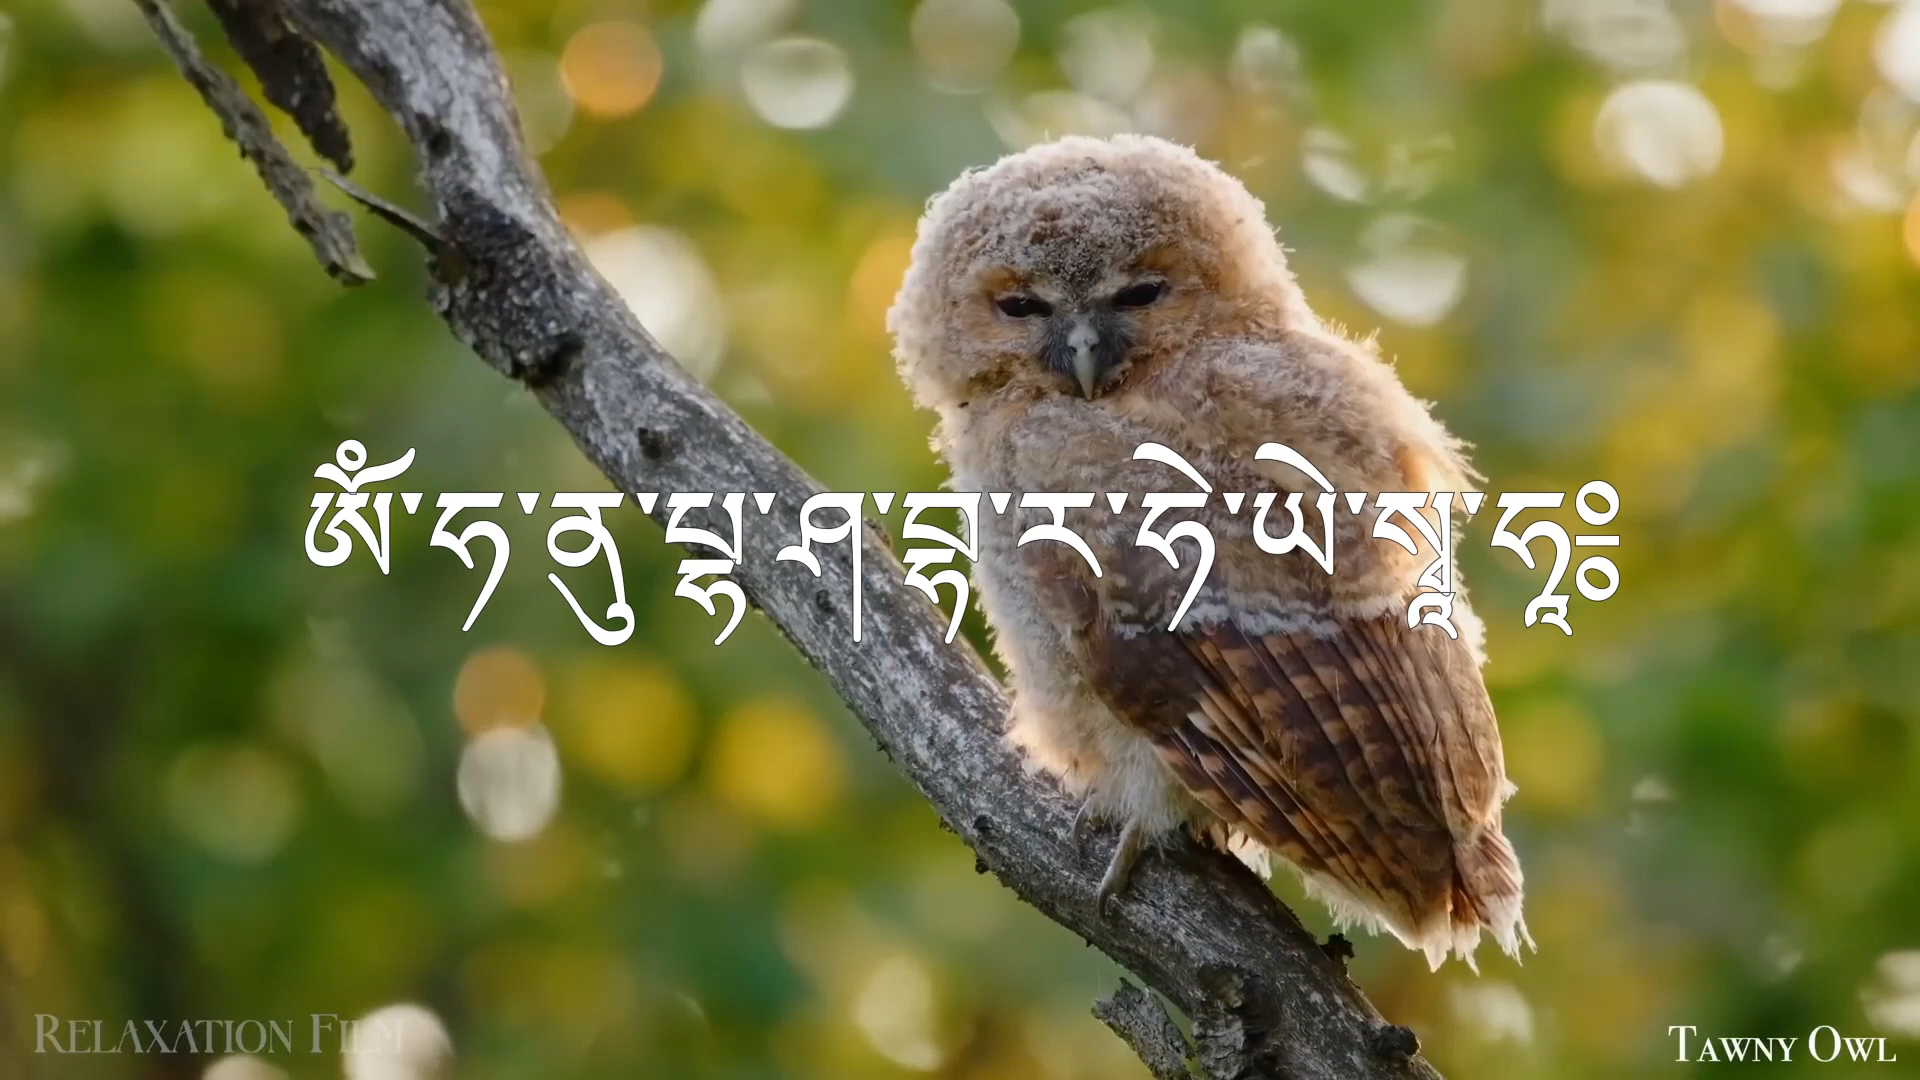 ༀ་ཧ་ནུ་པྷ་ཤ་བྷ་ར་ཧེ་ཡེ་སྭཱ་ཧཱ༔
Relaxation Film
Tawny Owl